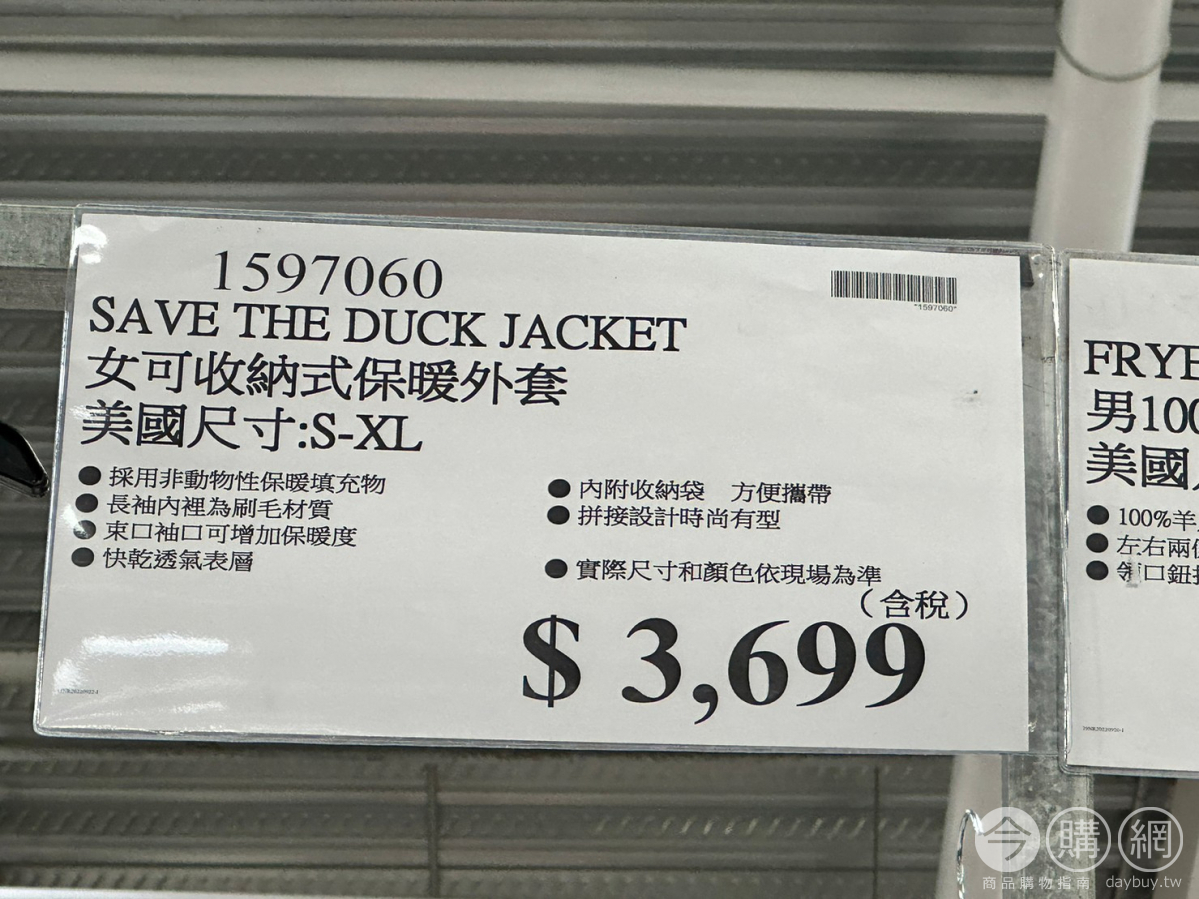 1597060
"1597060"
SAVE THE DUCK JACKET
女可收納式保暖外套
美國尺寸:S-XL
● 採用非動物性保暖填充物
● 長袖內裡為刷毛材質
● 束口袖口可增加保暖度
● 快乾透氣表層
● 內附收納袋 方便攜帶
● 拼接設計時尚有型
● 實際尺寸和顏色依現場為準
(含稅)
$ 3,699
FRYE
男100
美國
● 100%羊
● 左右兩
● 領口鈕
今購網
商品購物指南 daybuy.tw